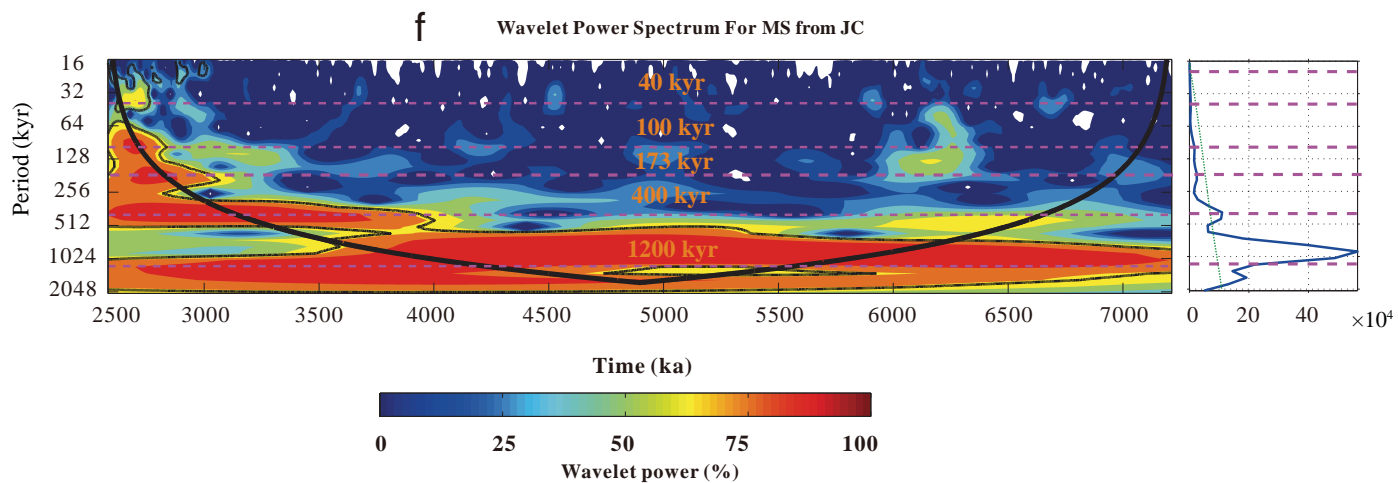 f
Wavelet Power Spectrum For MS from JC
Period (kyr)
16
32
64
128
256
512
1024
2048
40 kyr
100 kyr
173 kyr
400 kyr
1200 kyr
2500 3000 3500 4000 4500 5000 5500 6000 6500 7000
0 20 40 ×10⁴
Time (ka)
0 25 50 75 100
Wavelet power (%)